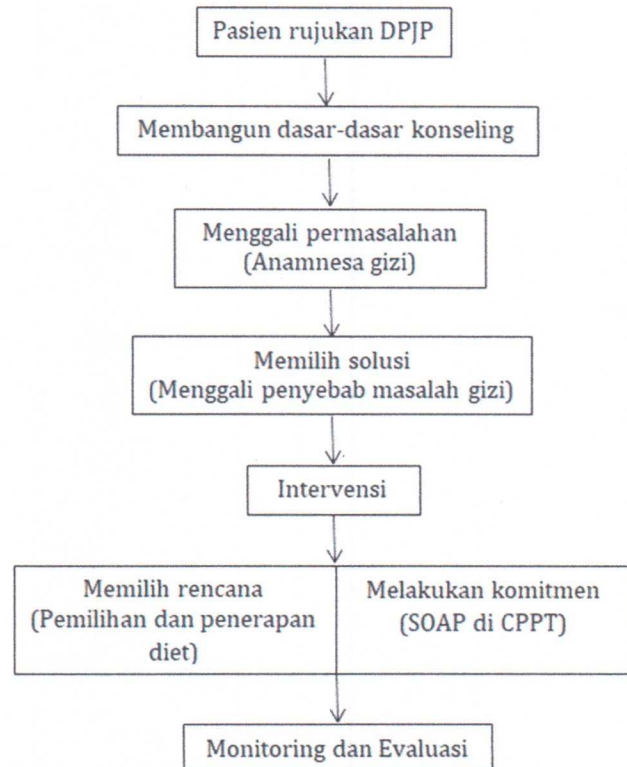 Pasien rujukan DPJP
Membangun dasar-dasar konseling
Menggali permasalahan
(Anamnesa gizi)
Memilih solusi
(Menggali penyebab masalah gizi)
Intervensi
Memilih rencana
(Pemilihan dan penerapan
diet)
Melakukan komitmen
(SOAP di CPPT)
Monitoring dan Evaluasi